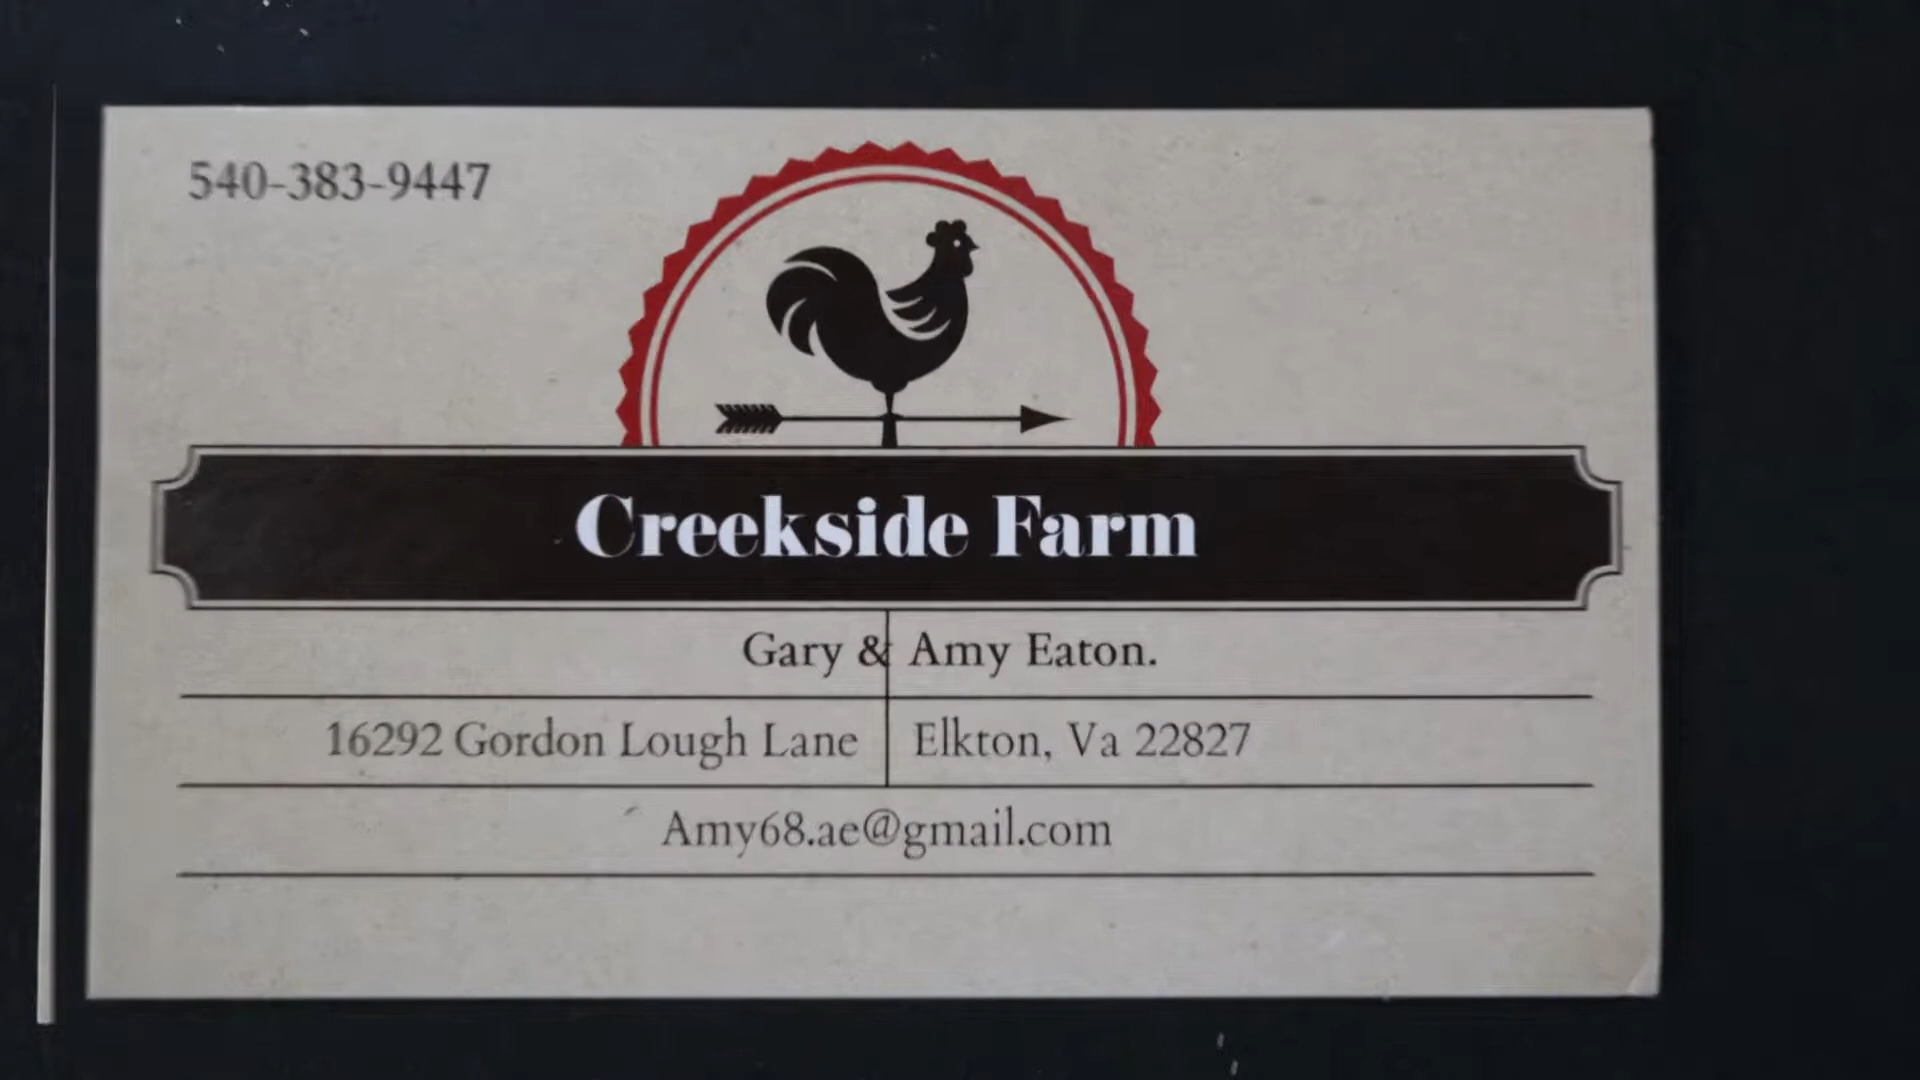 540-383-9447
Creekside Farm
Gary & Amy Eaton.
16292 Gordon Lough Lane Elkton, Va 22827
Amy68.ae@gmail.com